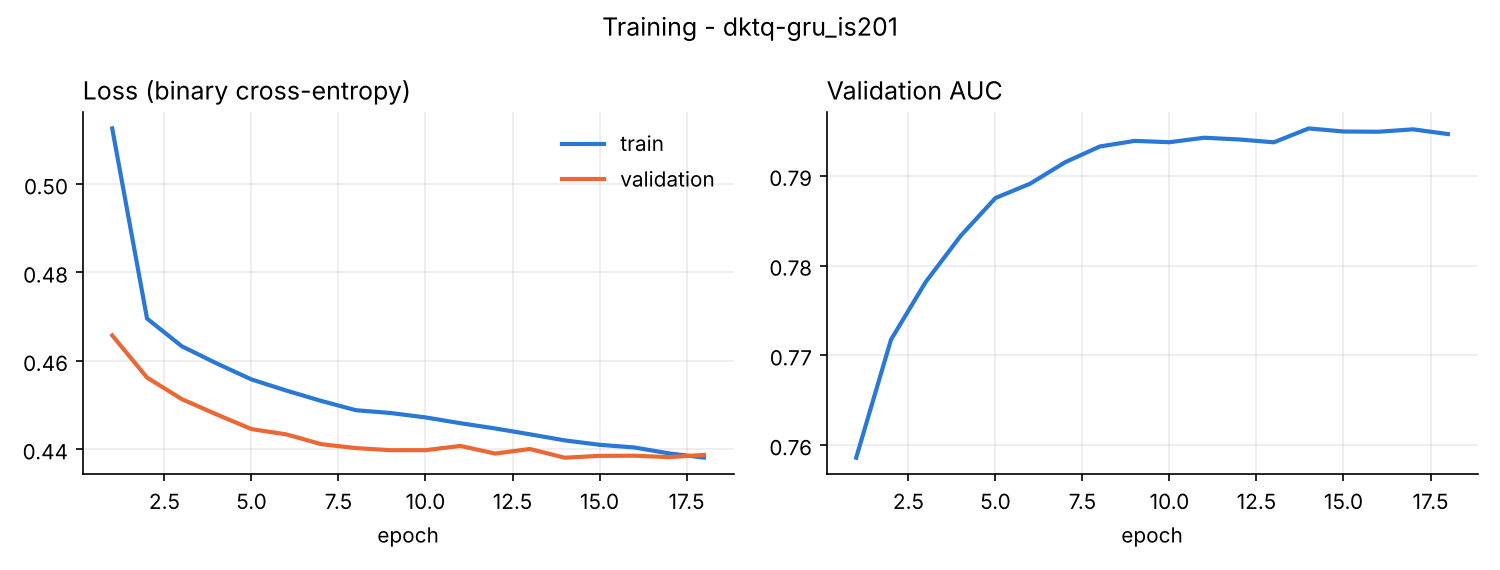 Training - dktq-gru_is201
Loss (binary cross-entropy)
train
validation
0.50
0.48
0.46
0.44
2.5 5.0 7.5 10.0 12.5 15.0 17.5
epoch
Validation AUC
0.79
0.78
0.77
0.76
2.5 5.0 7.5 10.0 12.5 15.0 17.5
epoch